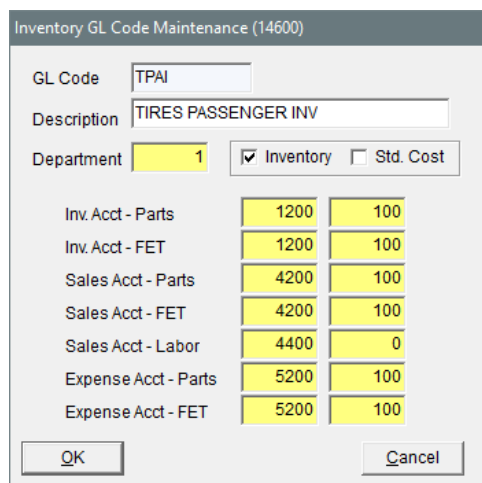 Inventory GL Code Maintenance (14600)
GL Code TPAI
Description TIRES PASSENGER INV
Department 1 Inventory Std. Cost
Inv. Acct - Parts 1200 100
Inv. Acct - FET 1200 100
Sales Acct - Parts 4200 100
Sales Acct - FET 4200 100
Sales Acct - Labor 4400 0
Expense Acct - Parts 5200 100
Expense Acct - FET 5200 100
OK Cancel